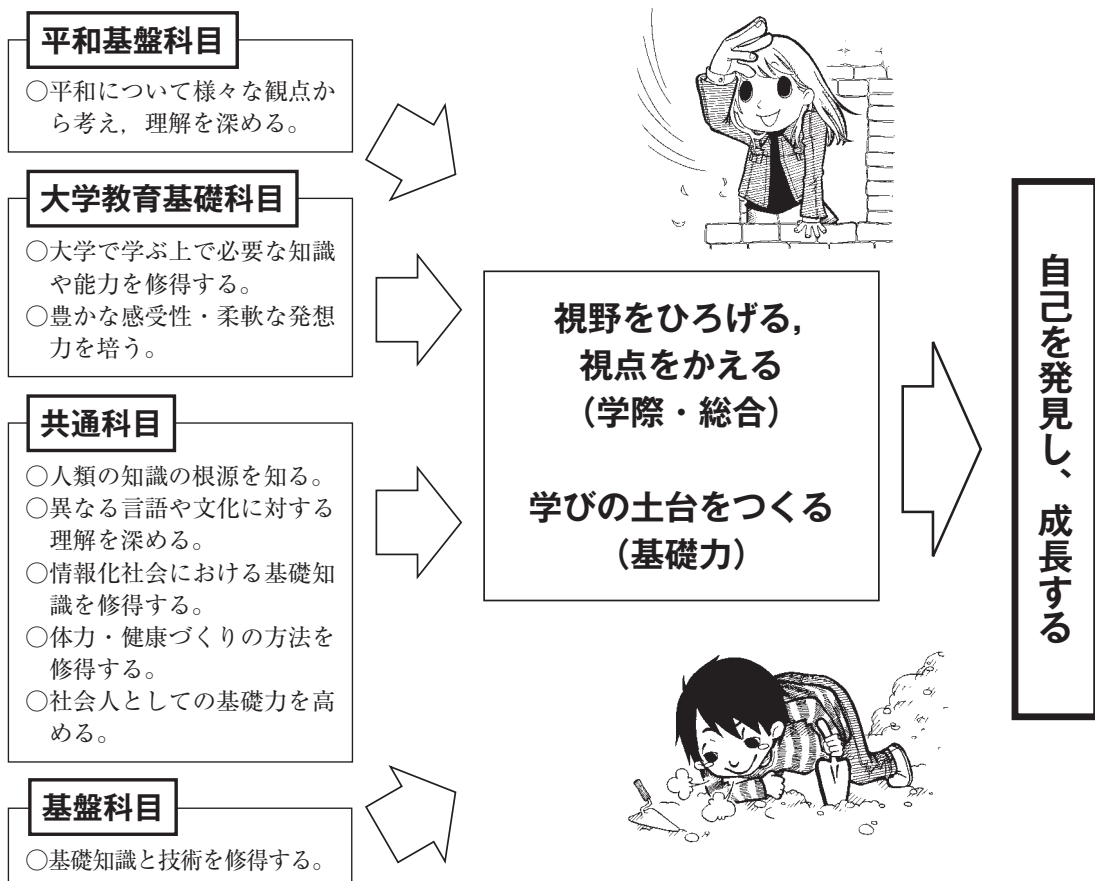 平和基盤科目
○平和について様々な観点か
ら考え，理解を深める。
大学教育基礎科目
○大学で学ぶ上で必要な知識
や能力を修得する。
○豊かな感受性・柔軟な発想
力を培う。
共通科目
○人類の知識の根源を知る。
○異なる言語や文化に対する
理解を深める。
○情報化社会における基礎知
識を修得する。
○体力・健康づくりの方法を
修得する。
○社会人としての基礎力を高
める。
基盤科目
○基礎知識と技術を修得する。
視野をひろげる，
視点をかえる
（学際・総合）
学びの土台をつくる
（基礎力）
自己を発見し、成長する